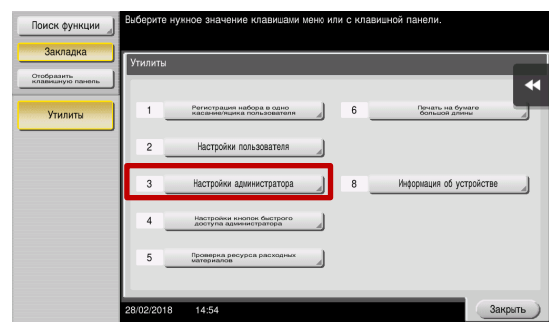 Поиск функции
Закладка
Отобразить
клавишную панель
Утилиты
Выберите нужное значение клавишами меню или с клавишной панели.
Утилиты
1 Регистрация набора в одно
касание/ящика пользователя
6 Печать на бумаге
большой длины
2 Настройки пользователя
3 Настройки администратора
8 Информация об устройстве
4 Настройки кнопок быстрого
доступа администратора
5 Проверка ресурса расходных
материалов
28/02/2018 14:54
Закрыть